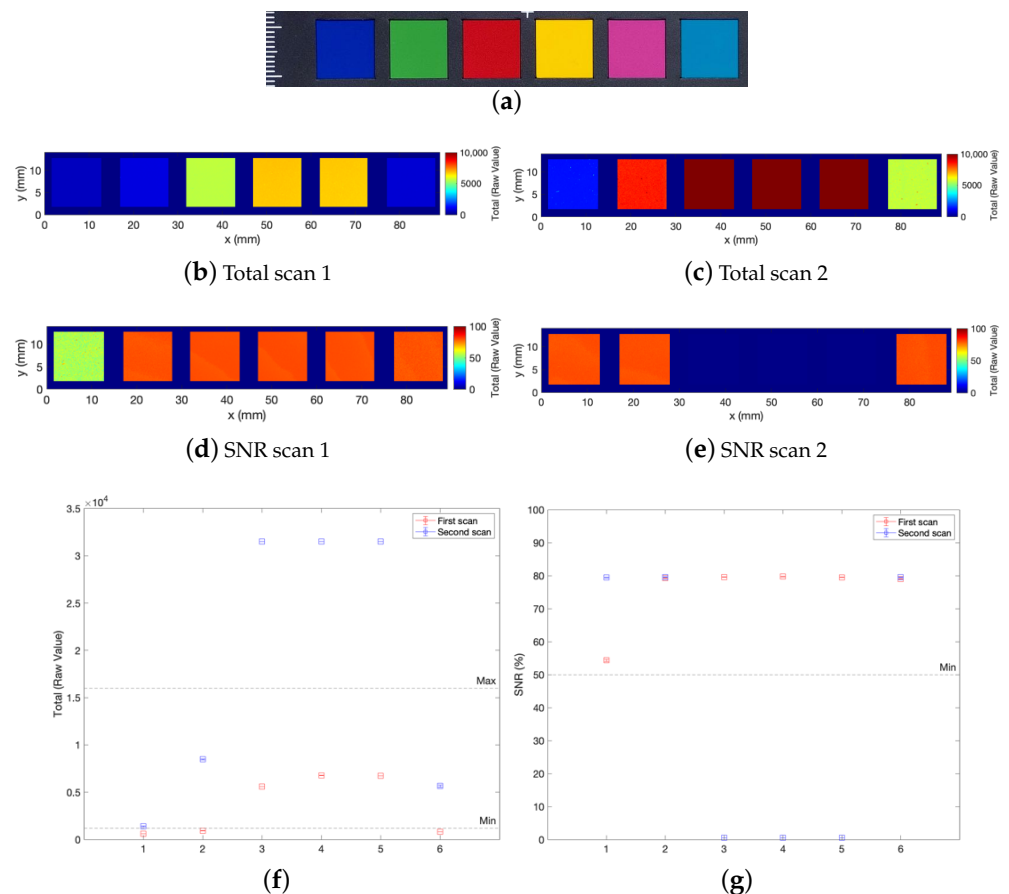 (a)
10,000
5000
0
Total (Raw Value)
y (mm)
10
5
0
0 10 20 30 40 50 60 70 80
x (mm)
(b) Total scan 1
10,000
5000
0
Total (Raw Value)
y (mm)
10
5
0
0 10 20 30 40 50 60 70 80
x (mm)
(c) Total scan 2
100
50
0
Total (Raw Value)
y (mm)
10
5
0
0 10 20 30 40 50 60 70 80
x (mm)
(d) SNR scan 1
100
50
0
Total (Raw Value)
y (mm)
10
5
0
0 10 20 30 40 50 60 70 80
x (mm)
(e) SNR scan 2
×10⁴
3.5
3
2.5
2
1.5
1
0.5
0
Total (Raw Value)
First scan
Second scan
Max
Min
1 2 3 4 5 6
(f)
100
90
80
70
60
50
40
30
20
10
0
SNR (%)
First scan
Second scan
Min
1 2 3 4 5 6
(g)